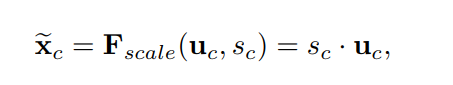 x̃_c = F_scale(u_c, s_c) = s_c · u_c,